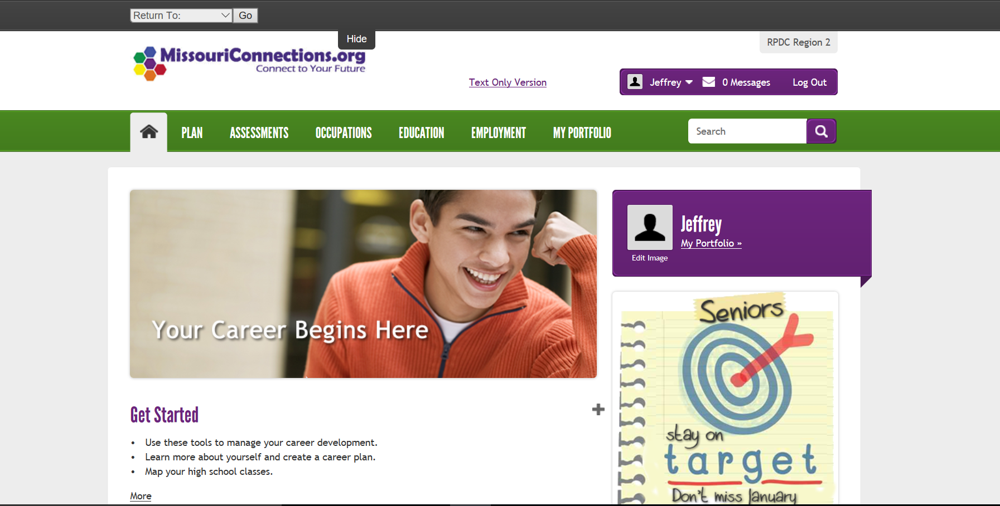 Return To:
Go
Hide
RPDC Region 2
MissouriConnections.org
Connect to Your Future
Text Only Version
Jeffrey
0 Messages
Log Out
PLAN
ASSESSMENTS
OCCUPATIONS
EDUCATION
EMPLOYMENT
MY PORTFOLIO
Search
Your Career Begins Here
Jeffrey
My Portfolio »
Edit Image
Seniors
stay on
target
Don't miss January
Get Started
• Use these tools to manage your career development.
• Learn more about yourself and create a career plan.
• Map your high school classes.
More